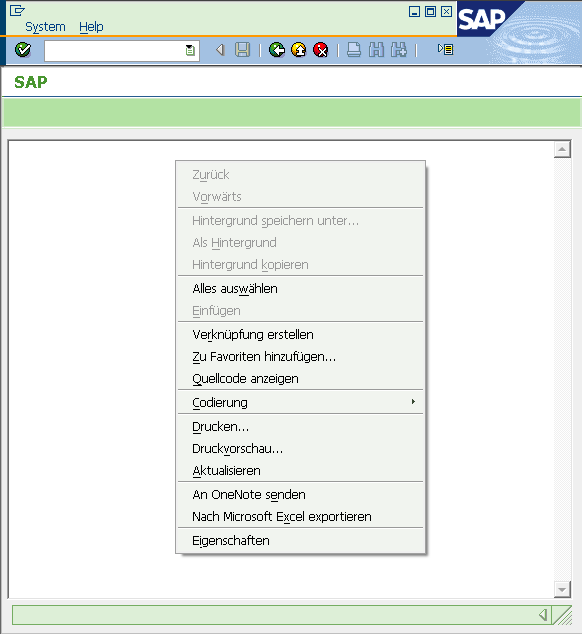 System Help
SAP
SAP
Zurück
Vorwärts
Hintergrund speichern unter...
Als Hintergrund
Hintergrund kopieren
Alles auswählen
Einfügen
Verknüpfung erstellen
Zu Favoriten hinzufügen...
Quellcode anzeigen
Codierung
Drucken...
Druckvorschau...
Aktualisieren
An OneNote senden
Nach Microsoft Excel exportieren
Eigenschaften